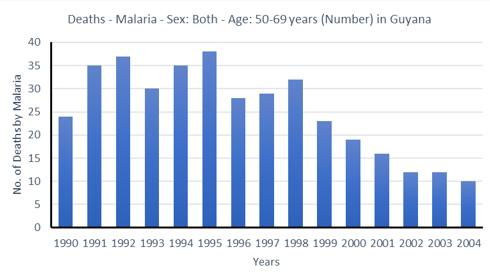 Deaths - Malaria - Sex: Both - Age: 50-69 years (Number) in Guyana
No. of Deaths by Malaria
40
35
30
25
20
15
10
5
0
1990 1991 1992 1993 1994 1995 1996 1997 1998 1999 2000 2001 2002 2003 2004
Years